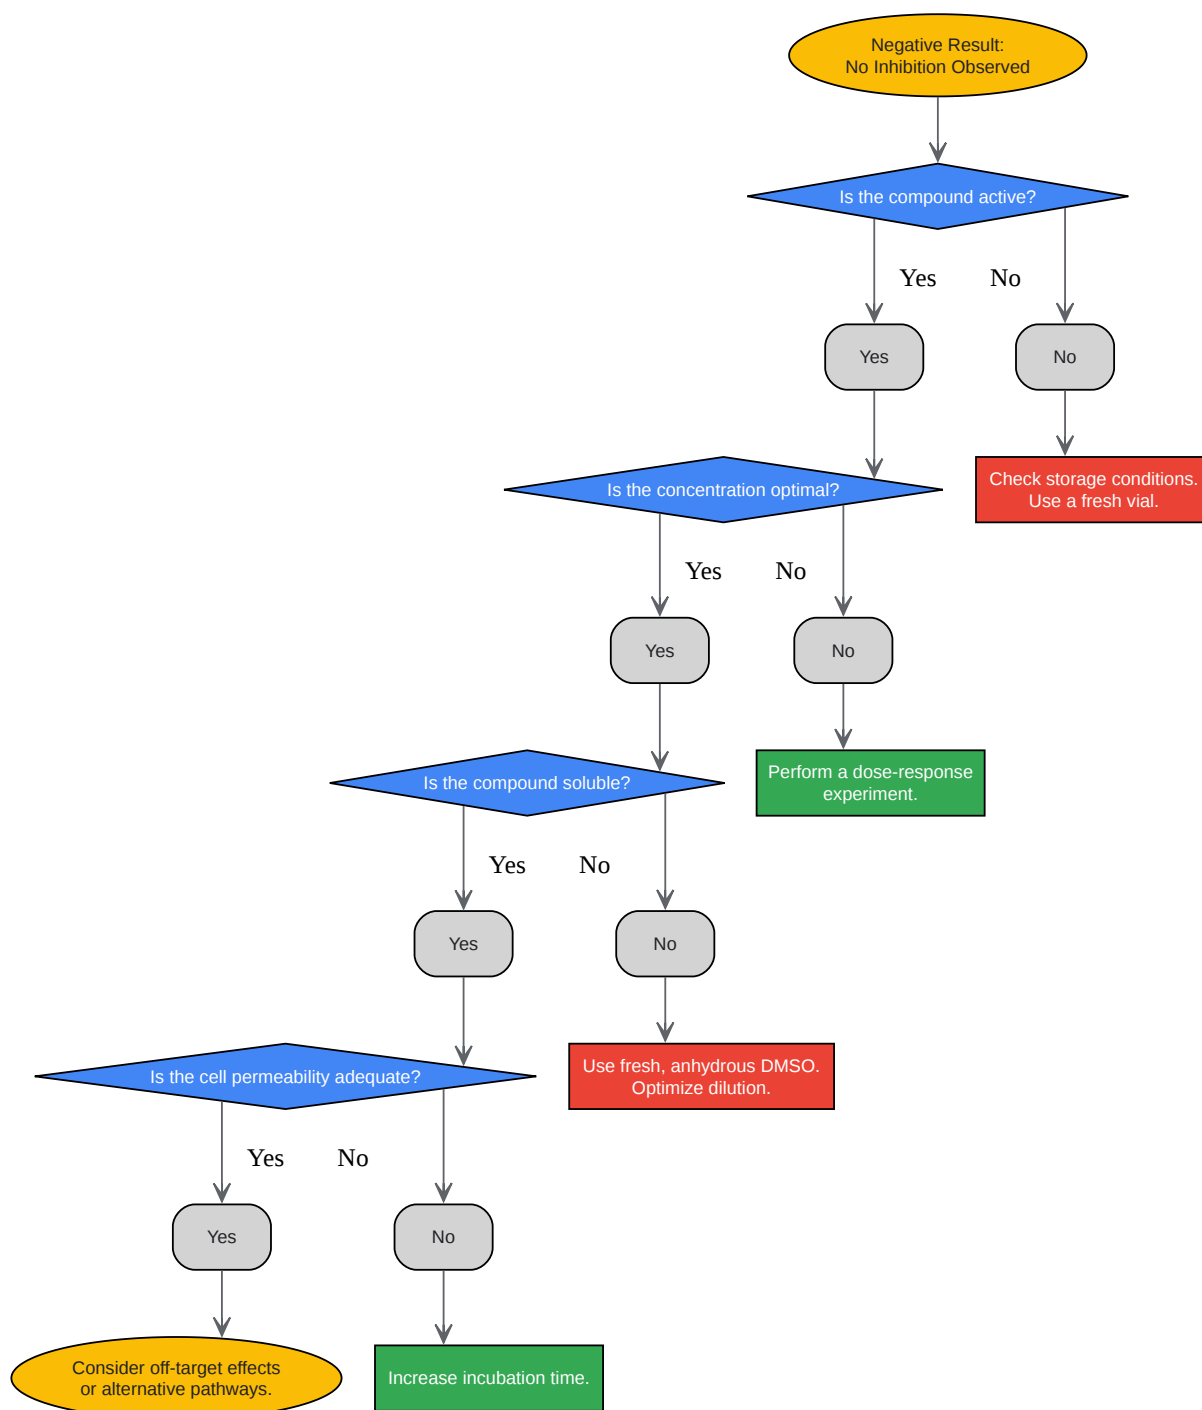 Negative Result:
No Inhibition Observed
Is the compound active?
Yes
No
Yes
No
Check storage conditions.
Use a fresh vial.
Is the concentration optimal?
Yes
No
Yes
No
Perform a dose-response
experiment.
Is the compound soluble?
Yes
No
Yes
No
Use fresh, anhydrous DMSO.
Optimize dilution.
Is the cell permeability adequate?
Yes
No
Yes
No
Consider off-target effects
or alternative pathways.
Increase incubation time.